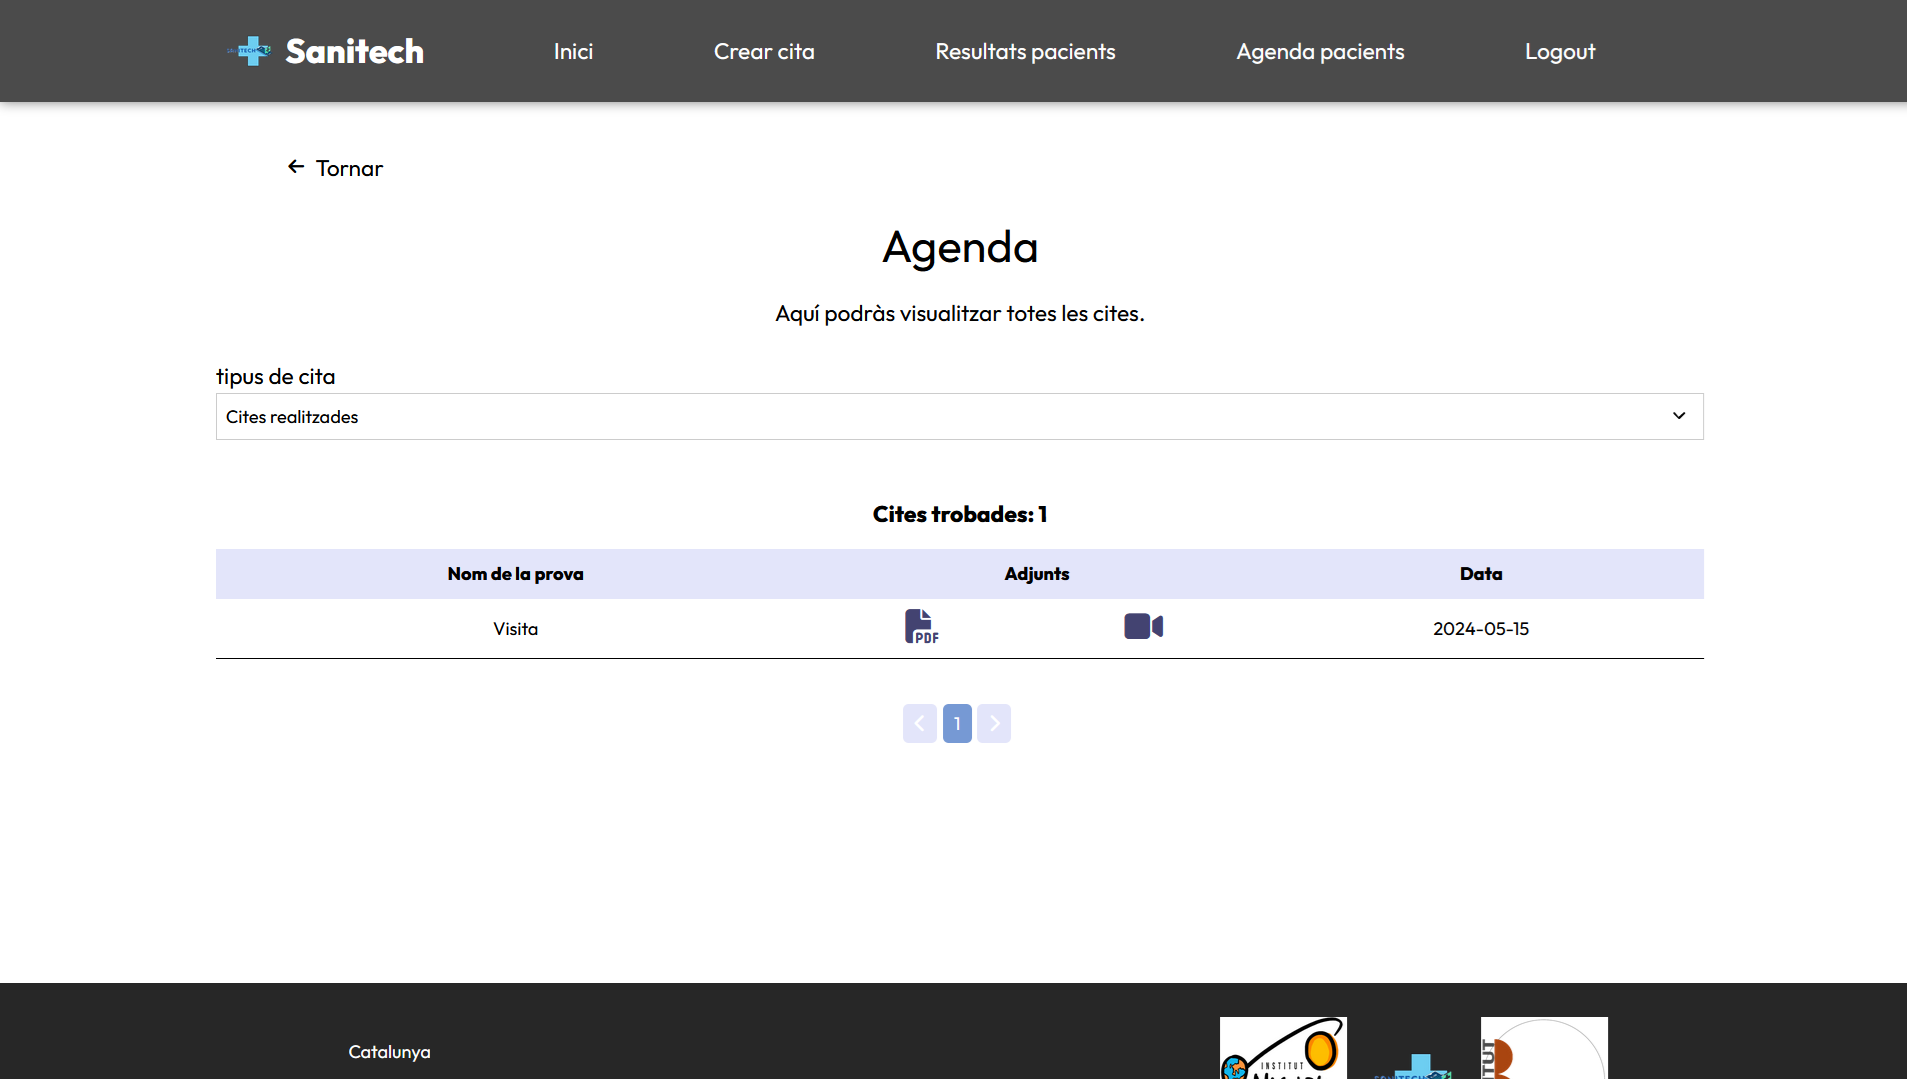 Sanitech
Inici
Crear cita
Resultats pacients
Agenda pacients
Logout
Tornar
Agenda
Aquí podràs visualitzar totes les cites.
tipus de cita
Cites realitzades
Cites trobades: 1
Nom de la prova
Adjunts
Data
Visita
PDF
2024-05-15
1
Catalunya
INSTITUT